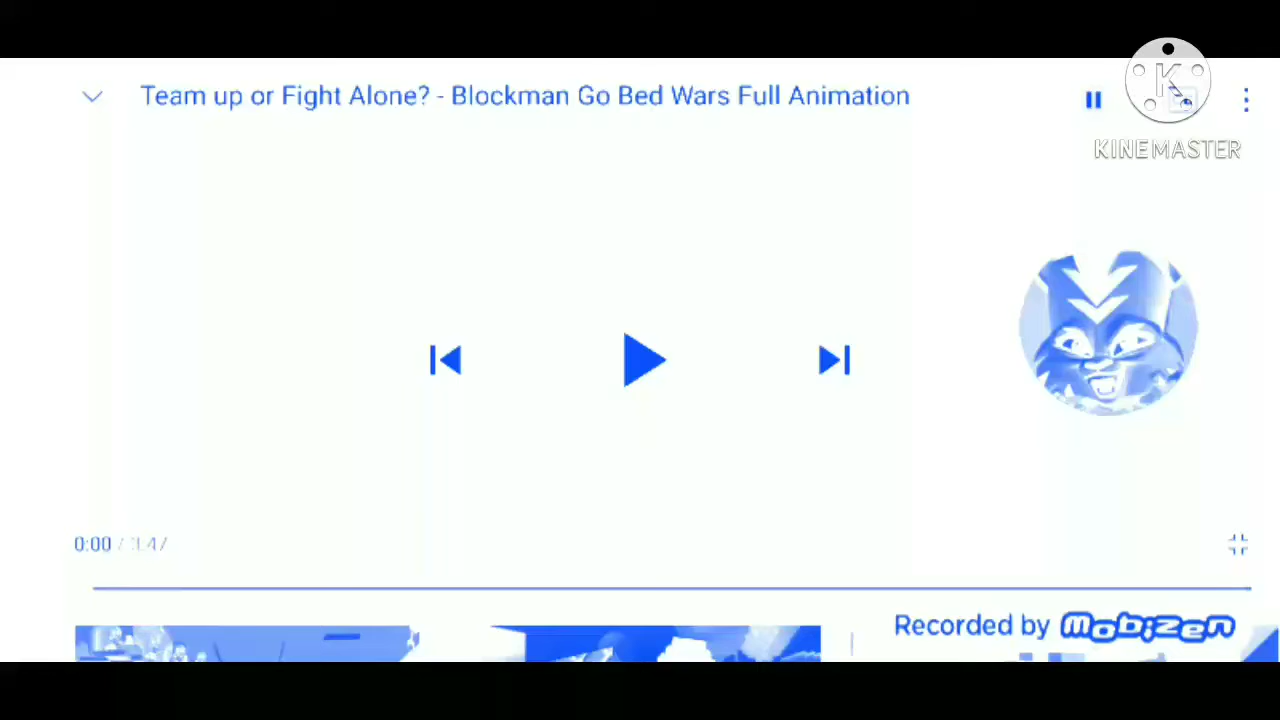 Team up or Fight Alone? - Blockman Go Bed Wars Full Animation
K
KINEMASTER
0:00 /
Recorded by mobizen